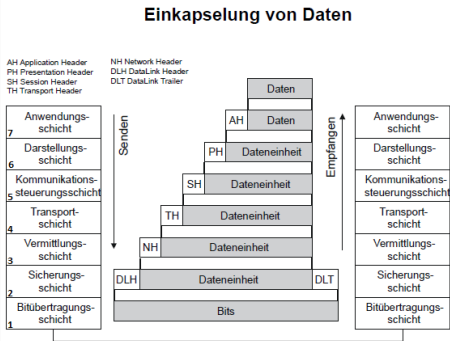 Einkapselung von Daten
AH Application Header
PH Presentation Header
SH Session Header
TH Transport Header
NH Network Header
DLH DataLink Header
DLT DataLink Trailer
7 Anwendungs-
schicht
6 Darstellungs-
schicht
5 Kommunikations-
steuerungsschicht
4 Transport-
schicht
3 Vermittlungs-
schicht
2 Sicherungs-
schicht
1 Bitübertragungs-
schicht
Senden
Daten
AH Daten
PH Dateneinheit
SH Dateneinheit
TH Dateneinheit
NH Dateneinheit
DLH Dateneinheit DLT
Bits
Empfangen
Anwendungs-
schicht
Darstellungs-
schicht
Kommunikations-
steuerungsschicht
Transport-
schicht
Vermittlungs-
schicht
Sicherungs-
schicht
Bitübertragungs-
schicht